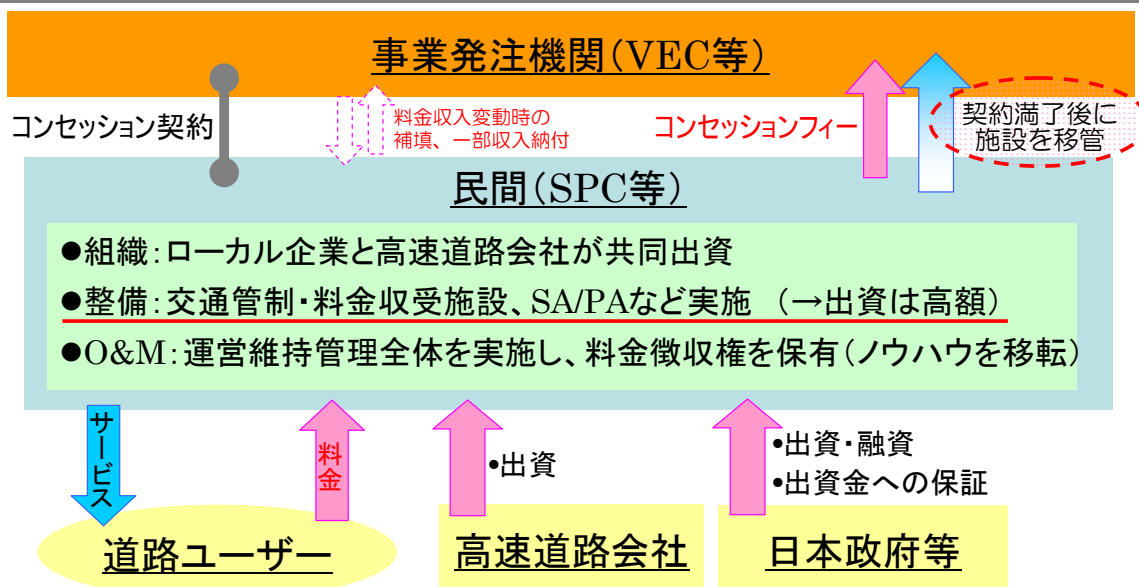 事業発注機関(VEC等)
コンセッション契約
料金収入変動時の
補填、一部収入納付
コンセッションフィー
契約満了後に
施設を移管
民間(SPC等)
●組織:ローカル企業と高速道路会社が共同出資
●整備:交通管制・料金収受施設、SA/PAなど実施 (→出資は高額)
●O&M:運営維持管理全体を実施し、料金徴収権を保有(ノウハウを移転)
サービス
料金
•出資
•出資・融資
•出資金への保証
道路ユーザー
高速道路会社
日本政府等